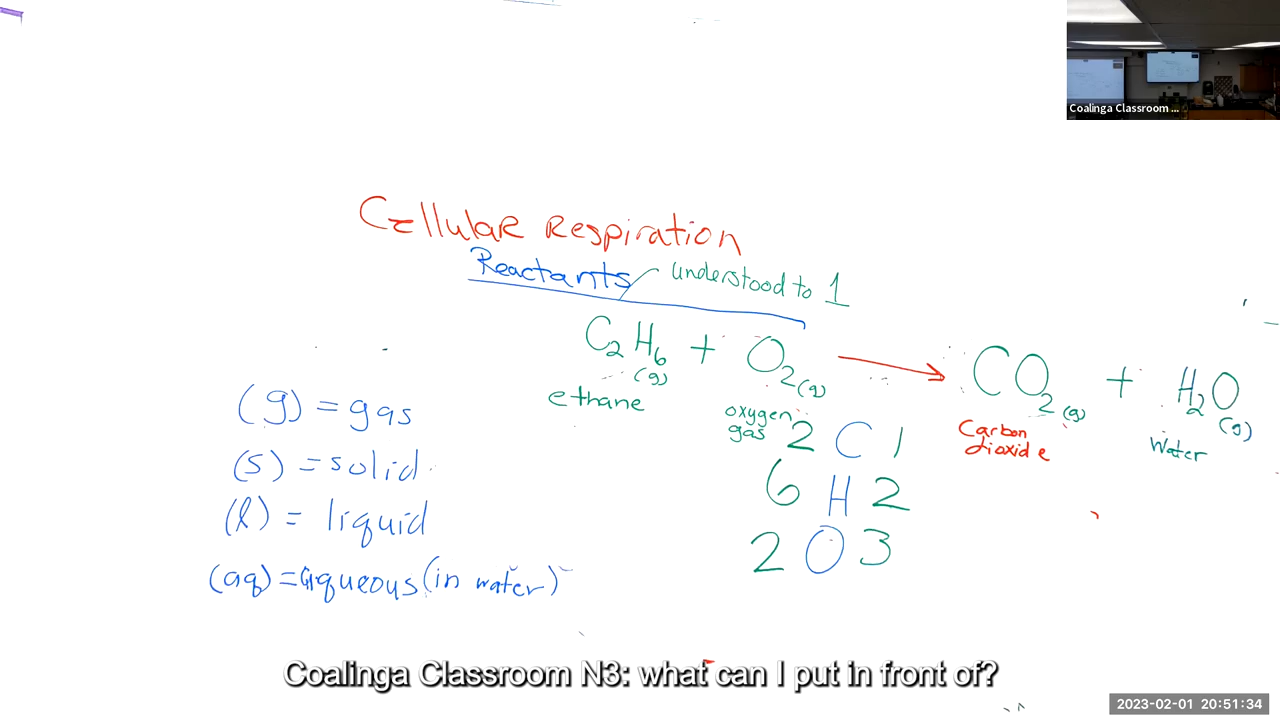 Coalinga Classroom ...
Cellular Respiration
Reactants understood to 1
C2H6(g) + O2(g) → CO2(g) + H2O(g)
ethane oxygen gas Carbon dioxide water
(g) = gas
(s) = solid
(l) = liquid
(aq) = aqueous (in water)
2 C 1
6 H 2
2 O 3
Coalinga Classroom N3: what can I put in front of?
2023-02-01 20:51:34